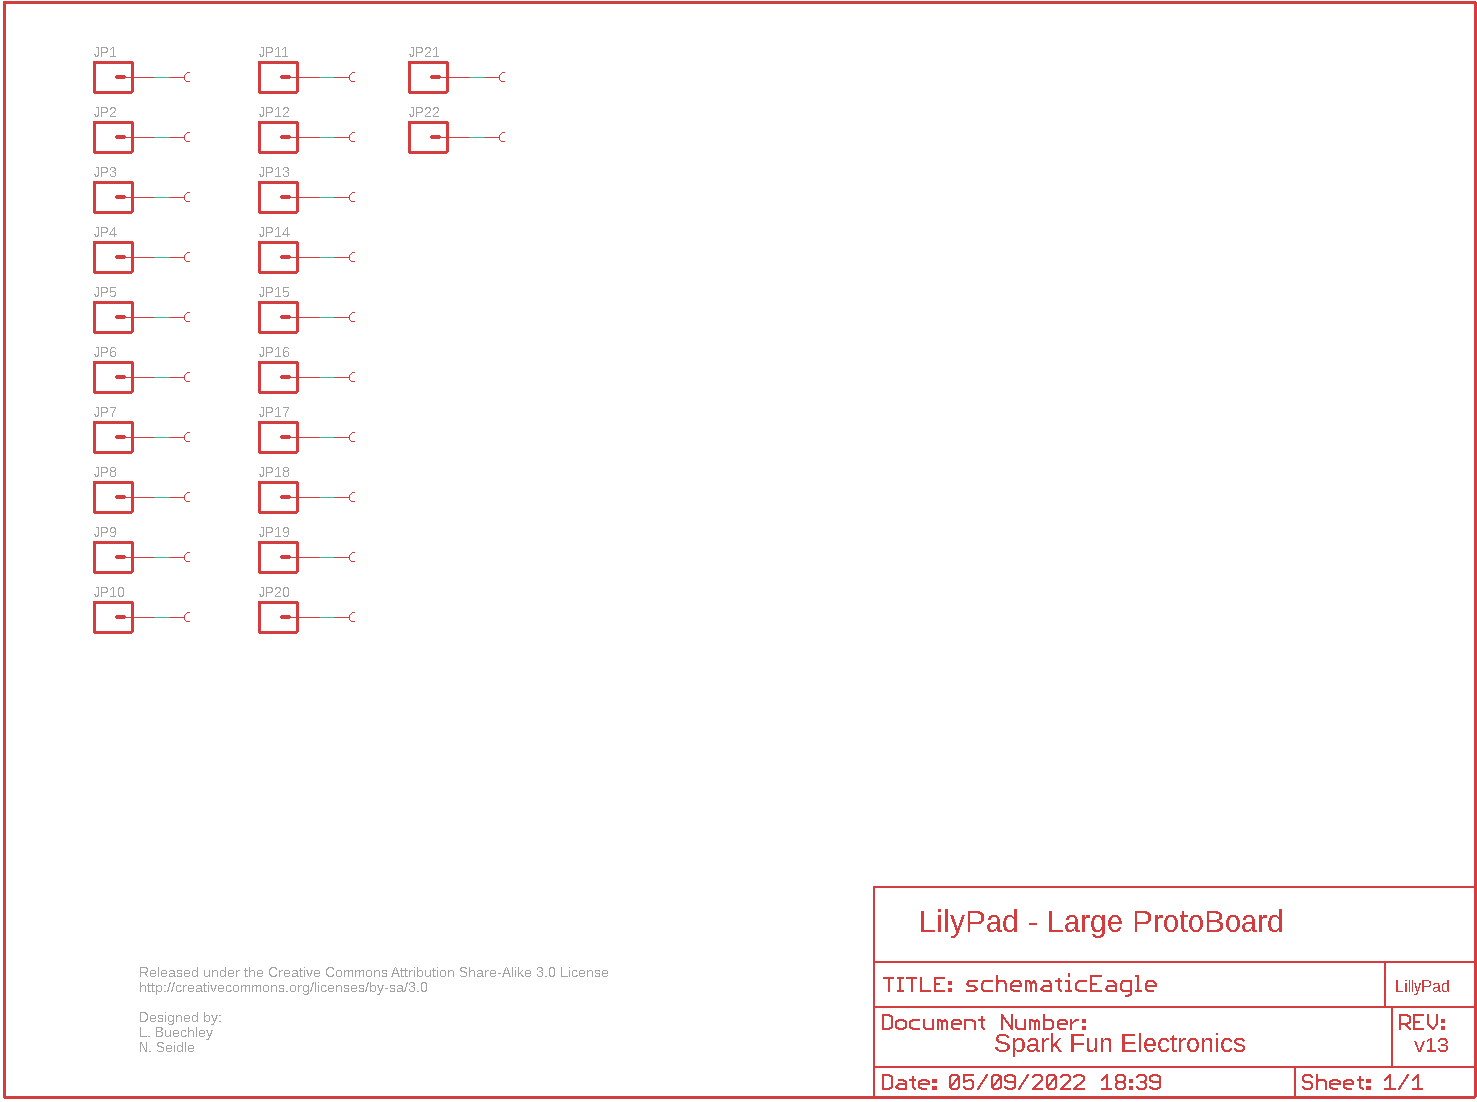 JP1
JP2
JP3
JP4
JP5
JP6
JP7
JP8
JP9
JP10
JP11
JP12
JP13
JP14
JP15
JP16
JP17
JP18
JP19
JP20
JP21
JP22
Released under the Creative Commons Attribution Share-Alike 3.0 License
http://creativecommons.org/licenses/by-sa/3.0
Designed by:
L. Buechley
N. Seidle
LilyPad - Large ProtoBoard
TITLE: schematicEagle
LillyPad
Document Number:
Spark Fun Electronics
REV:
v13
Date: 05/09/2022 18:39
Sheet: 1/1